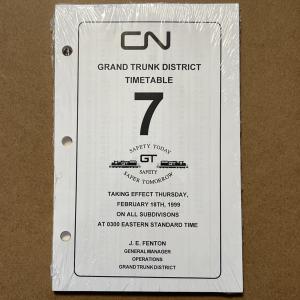 CN
GRAND TRUNK DISTRICT
TIMETABLE
7
SAFETY TODAY
GT
SAFETY
SAFER TOMORROW
TAKING EFFECT THURSDAY,
FEBRUARY 18TH, 1999
ON ALL SUBDIVISONS
AT 0300 EASTERN STANDARD TIME
J. E. FENTON
GENERAL MANAGER
OPERATIONS
GRAND TRUNK DISTRICT